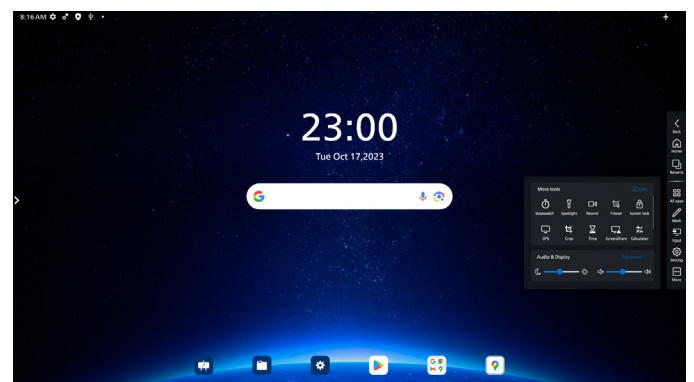 8:16 AM
23:00
Tue Oct 17,2023
Back
Home
Recents
More tools
Edit
Stopwatch Spotlight Record Freeze Screen lock
OPS Crop Time ScreenShare Calculator
Audio & Display
Advanced
All apps
Mark
Input
Setting
More